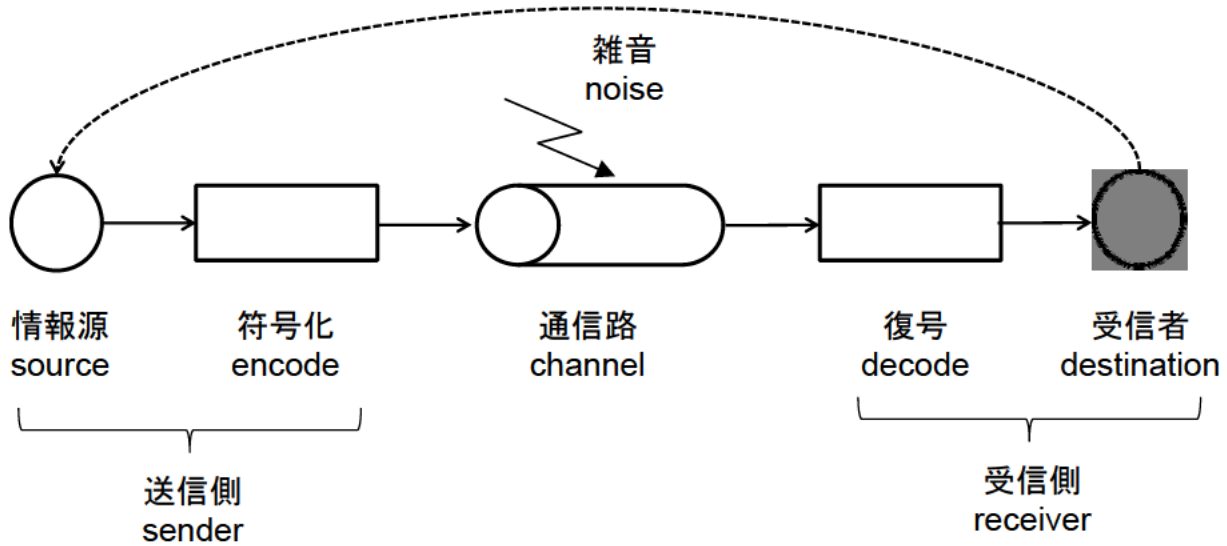 雑音
noise
情報源
source
符号化
encode
通信路
channel
復号
decode
受信者
destination
送信側
sender
受信側
receiver